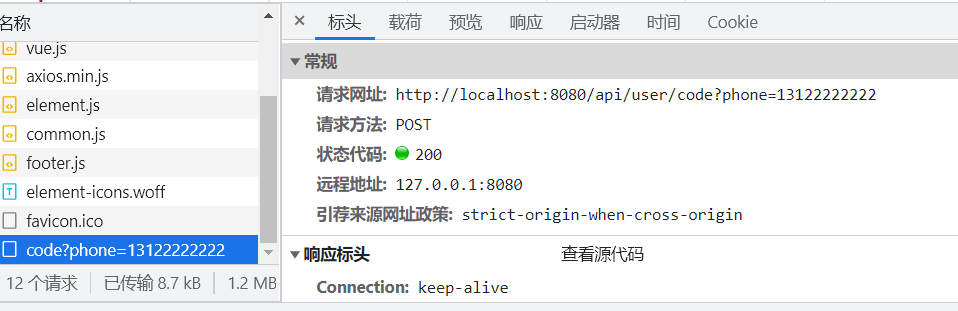 名称
vue.js
axios.min.js
element.js
common.js
footer.js
element-icons.woff
favicon.ico
code?phone=13122222222
12 个请求 已传输 8.7 kB 1.2 MB
× 标头 载荷 预览 响应 启动器 时间 Cookie
常规
请求网址: http://localhost:8080/api/user/code?phone=13122222222
请求方法: POST
状态代码: 200
远程地址: 127.0.0.1:8080
引荐来源网址政策: strict-origin-when-cross-origin
响应标头 查看源代码
Connection: keep-alive